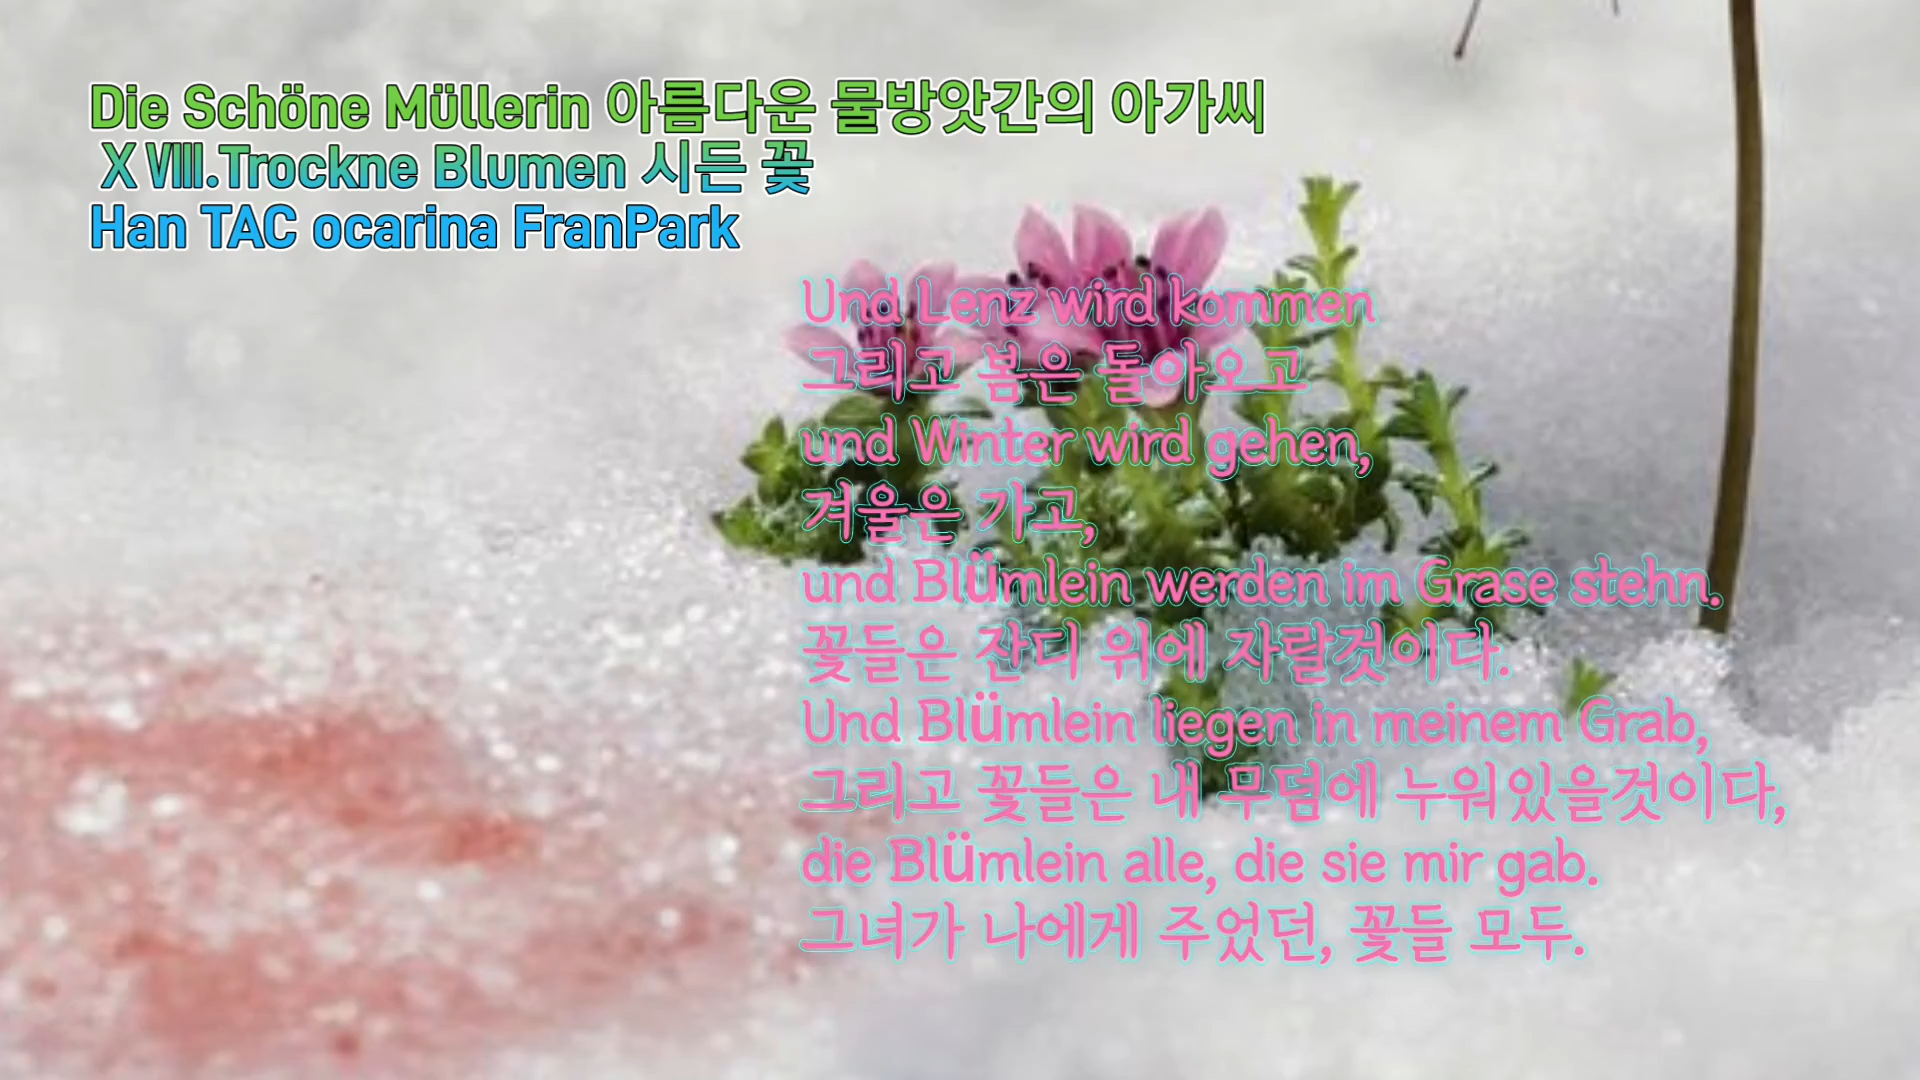 Die Schöne Müllerin 아름다운 물방앗간의 아가씨
ⅩⅧ.Trockne Blumen 시든 꽃
Han TAC ocarina FranPark
Und Lenz wird kommen
그리고 봄은 돌아오고
und Winter wird gehen,
겨울은 가고,
und Blümlein werden im Grase stehn.
꽃들은 잔디 위에 자랄것이다.
Und Blümlein liegen in meinem Grab,
그리고 꽃들은 내 무덤에 누워있을것이다,
die Blümlein alle, die sie mir gab.
그녀가 나에게 주었던, 꽃들 모두.